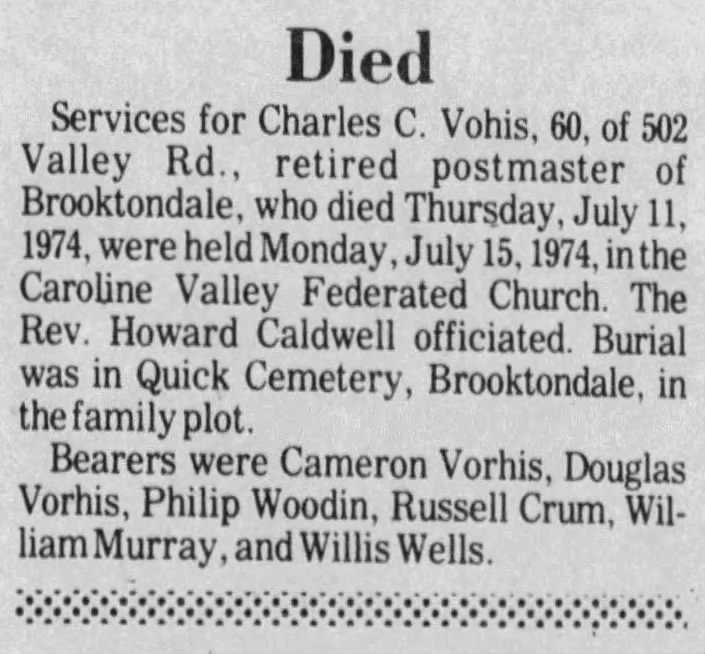 Died
Services for Charles C. Vohis, 60, of 502
Valley Rd., retired postmaster of
Brooktondale, who died Thursday, July 11,
1974, were held Monday, July 15, 1974, in the
Caroline Valley Federated Church. The
Rev. Howard Caldwell officiated. Burial
was in Quick Cemetery, Brooktondale, in
the family plot.
Bearers were Cameron Vorhis, Douglas
Vorhis, Philip Woodin, Russell Crum, Wil-
liam Murray, and Willis Wells.